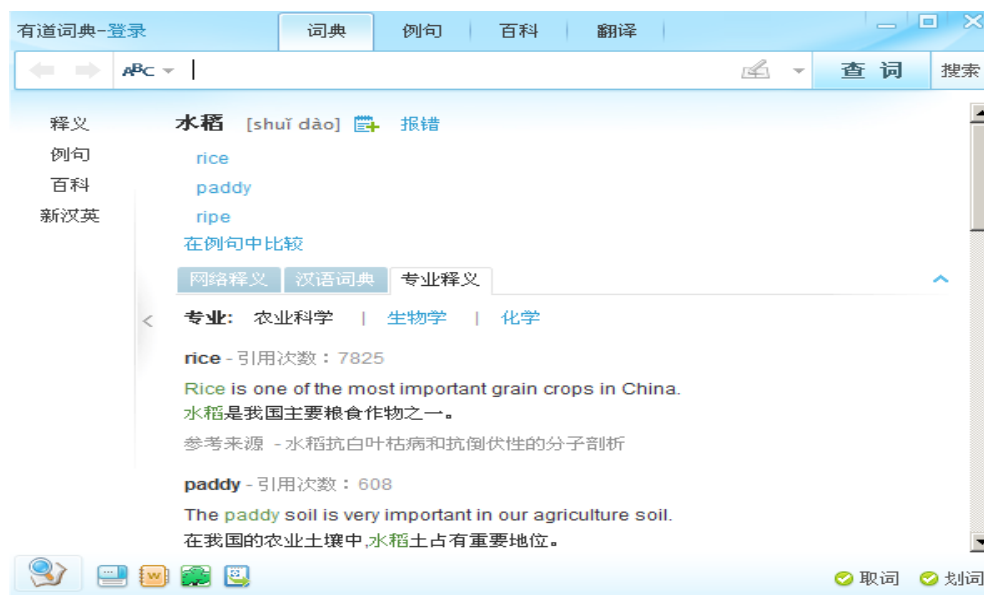 有道词典-登录 词典 例句 百科 翻译
ABC 查 词 搜索
释义
例句
百科
新汉英
水稻 [shuǐ dào] 报错
rice
paddy
ripe
在例句中比较
网络释义 汉语词典 专业释义
专业: 农业科学 | 生物学 | 化学
rice - 引用次数:7825
Rice is one of the most important grain crops in China.
水稻是我国主要粮食作物之一。
参考来源 - 水稻抗白叶枯病和抗倒伏性的分子剖析
paddy - 引用次数:608
The paddy soil is very important in our agriculture soil.
在我国的农业土壤中,水稻土占有重要地位。
w 取词 划词